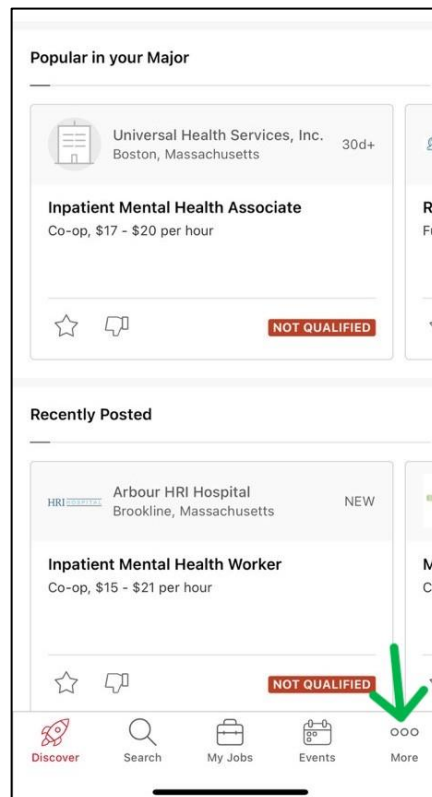 Popular in your Major
Universal Health Services, Inc.
30d+
Boston, Massachusetts
Inpatient Mental Health Associate
Co-op, $17 - $20 per hour
NOT QUALIFIED
Recently Posted
HRI HOSPITAL
Arbour HRI Hospital
NEW
Brookline, Massachusetts
Inpatient Mental Health Worker
Co-op, $15 - $21 per hour
NOT QUALIFIED
Discover
Search
My Jobs
Events
More